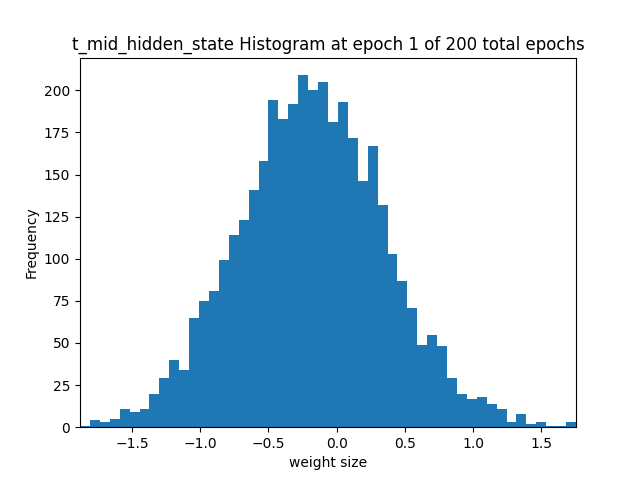 t_mid_hidden_state Histogram at epoch 1 of 200 total epochs
200
175
150
125
100
75
50
25
0
Frequency
−1.5 −1.0 −0.5 0.0 0.5 1.0 1.5
weight size